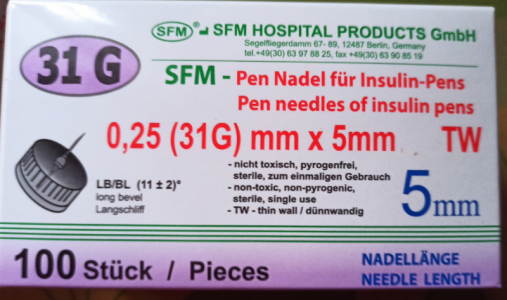 SFM® SFM HOSPITAL PRODUCTS GmbH
Segelfliegerdamm 67- 89, 12487 Berlin, Germany
tel.+49(30) 63 97 88 25, fax +49(30) 63 90 85 19
31 G
SFM - Pen Nadel für Insulin-Pens
Pen needles of insulin pens
0,25 (31G) mm x 5mm TW
- nicht toxisch, pyrogenfrei,
sterile, zum einmaligen Gebrauch
- non-toxic, non-pyrogenic,
sterile, single use
- TW - thin wall / dünnwandig
LB/BL (11 ± 2)°
long bevel
Langschliff
5mm
100 Stück / Pieces
NADELLÄNGE
NEEDLE LENGTH